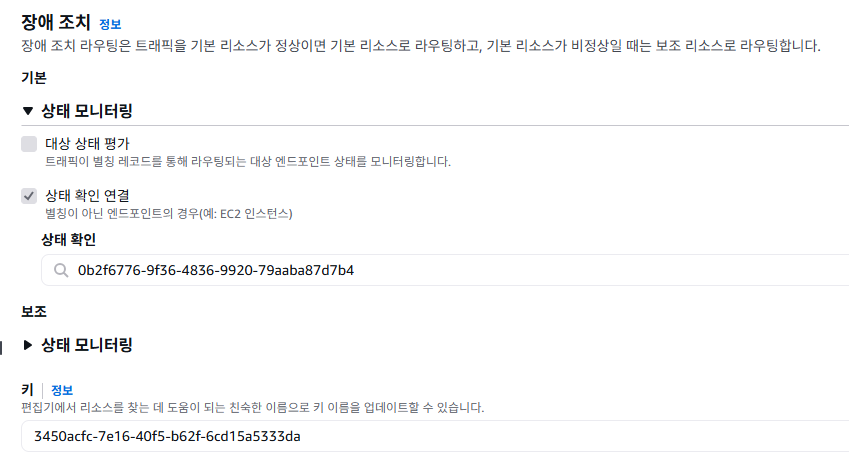 장애 조치 정보
장애 조치 라우팅은 트래픽을 기본 리소스가 정상이면 기본 리소스로 라우팅하고, 기본 리소스가 비정상일 때는 보조 리소스로 라우팅합니다.
기본
상태 모니터링
대상 상태 평가
트래픽이 별칭 레코드를 통해 라우팅되는 대상 엔드포인트 상태를 모니터링합니다.
상태 확인 연결
별칭이 아닌 엔드포인트의 경우(예: EC2 인스턴스)
상태 확인
0b2f6776-9f36-4836-9920-79aaba87d7b4
보조
상태 모니터링
키 정보
편집기에서 리소스를 찾는 데 도움이 되는 친숙한 이름으로 키 이름을 업데이트할 수 있습니다.
3450acfc-7e16-40f5-b62f-6cd15a5333da